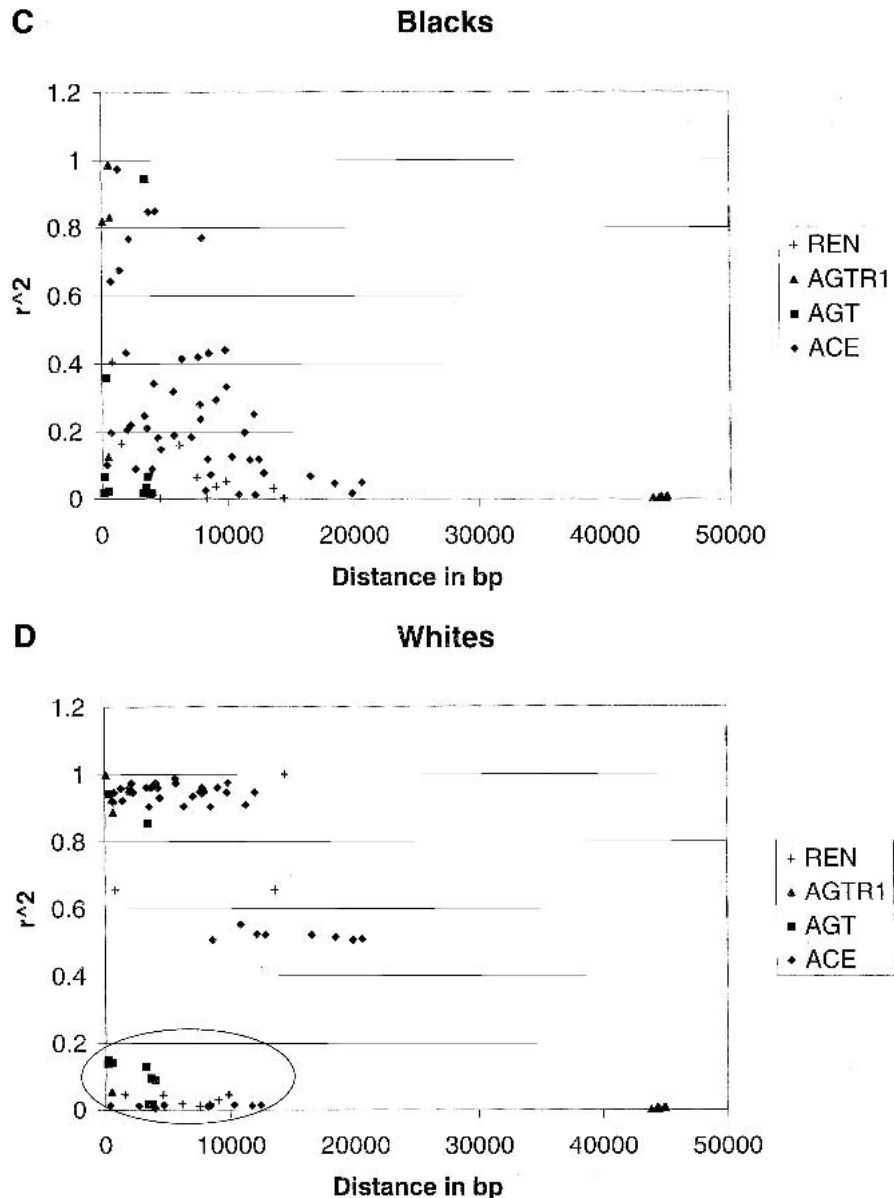 C
Blacks
1.2
1
0.8
0.6
0.4
0.2
0
r^2
0 10000 20000 30000 40000 50000
Distance in bp
REN
AGTR1
AGT
ACE
D
Whites
1.2
1
0.8
0.6
0.4
0.2
0
r^2
0 10000 20000 30000 40000 50000
Distance in bp
REN
AGTR1
AGT
ACE